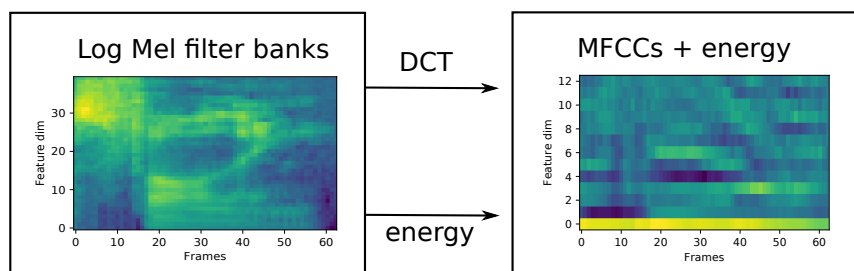 Log Mel filter banks
30
20
10
0
Feature dim
0 10 20 30 40 50 60
Frames
DCT
energy
MFCCs + energy
12
10
8
6
4
2
0
Feature dim
0 10 20 30 40 50 60
Frames